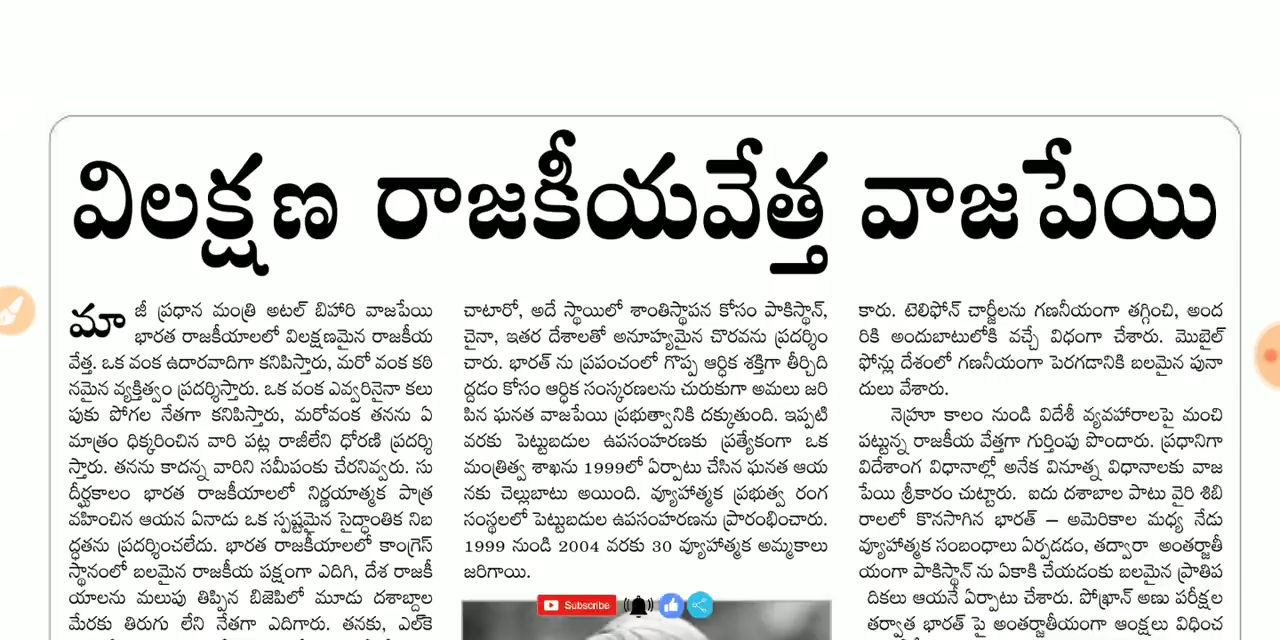 విలక్షణ రాజకీయవేత్త వాజపేయి
మాజీ ప్రధాన మంత్రి అటల్ బిహారి వాజపేయి
భారత రాజకీయాలలో విలక్షణమైన రాజకీయ
వేత్త. ఒక వంక ఉదారవాదిగా కనిపిస్తారు, మరో వంక కఠి
నమైన వ్యక్తిత్వం ప్రదర్శిస్తారు. ఒక వంక ఎవ్వరినైనా కలు
పుకు పోగల నేతగా కనిపిస్తారు, మరోవంక తనను ఏ
మాత్రం ధిక్కరించిన వారి పట్ల రాజీలేని ధోరణి ప్రదర్శి
స్తారు. తనను కాదన్న వారిని సమీపంకు చేరనివ్వరు. సు
దీర్ఘకాలం భారత రాజకీయాలలో నిర్ణయాత్మక పాత్ర
వహించిన ఆయన ఏనాడు ఒక స్పష్టమైన సైద్ధాంతిక నిబ
ద్ధతను ప్రదర్శించలేదు. భారత రాజకీయాలలో కాంగ్రెస్
స్థానంలో బలమైన రాజకీయ పక్షంగా ఎదిగి, దేశ రాజకీ
యాలను మలుపు తిప్పిన బిజెపిలో మూడు దశాబ్దాల
మేరకు తిరుగు లేని నేతగా ఎదిగారు. తనకు, ఎల్‌కె
చాటారో, అదే స్థాయిలో శాంతిస్థాపన కోసం పాకిస్థాన్,
చైనా, ఇతర దేశాలతో అనూహ్యమైన చొరవను ప్రదర్శిం
చారు. భారత్ ను ప్రపంచంలో గొప్ప ఆర్ధిక శక్తిగా తీర్చిది
ద్దడం కోసం ఆర్ధిక సంస్కరణలను చురుకుగా అమలు జరి
పిన ఘనత వాజపేయి ప్రభుత్వానికి దక్కుతుంది. ఇప్పటి
వరకు పెట్టుబడుల ఉపసంహరణకు ప్రత్యేకంగా ఒక
మంత్రిత్వ శాఖను 1999లో ఏర్పాటు చేసిన ఘనత ఆయ
నకు చెల్లుబాటు అయింది. వ్యూహాత్మక ప్రభుత్వ రంగ
సంస్థలలో పెట్టుబడుల ఉపసంహరణను ప్రారంభించారు.
1999 నుండి 2004 వరకు 30 వ్యూహాత్మక అమ్మకాలు
జరిగాయి.
కారు. టెలిఫోన్ చార్జీలను గణనీయంగా తగ్గించి, అంద
రికి అందుబాటులోకి వచ్చే విధంగా చేశారు. మొబైల్
ఫోన్లు దేశంలో గణనీయంగా పెరగడానికి బలమైన పునా
దులు వేశారు.
నెహ్రూ కాలం నుండి విదేశీ వ్యవహారాలపై మంచి
పట్టున్న రాజకీయ వేత్తగా గుర్తింపు పొందారు. ప్రధానిగా
విదేశాంగ విధానాల్లో అనేక వినూత్న విధానాలకు వాజ
పేయి శ్రీకారం చుట్టారు. ఐదు దశాబాల పాటు వైరి శిబి
రాలలో కొనసాగిన భారత్ – అమెరికాల మధ్య నేడు
వ్యూహాత్మక సంబంధాలు ఏర్పడడం, తద్వారా అంతర్జాతీ
యంగా పాకిస్థాన్ ను ఏకాకి చేయడంకు బలమైన ప్రాతిప
దికలు ఆయనే ఏర్పాటు చేశారు. పోఖ్రాన్ అణు పరీక్షల
తర్వాత భారత్ పై అంతర్జాతీయంగా ఆంక్షలు విధించ
Subscribe